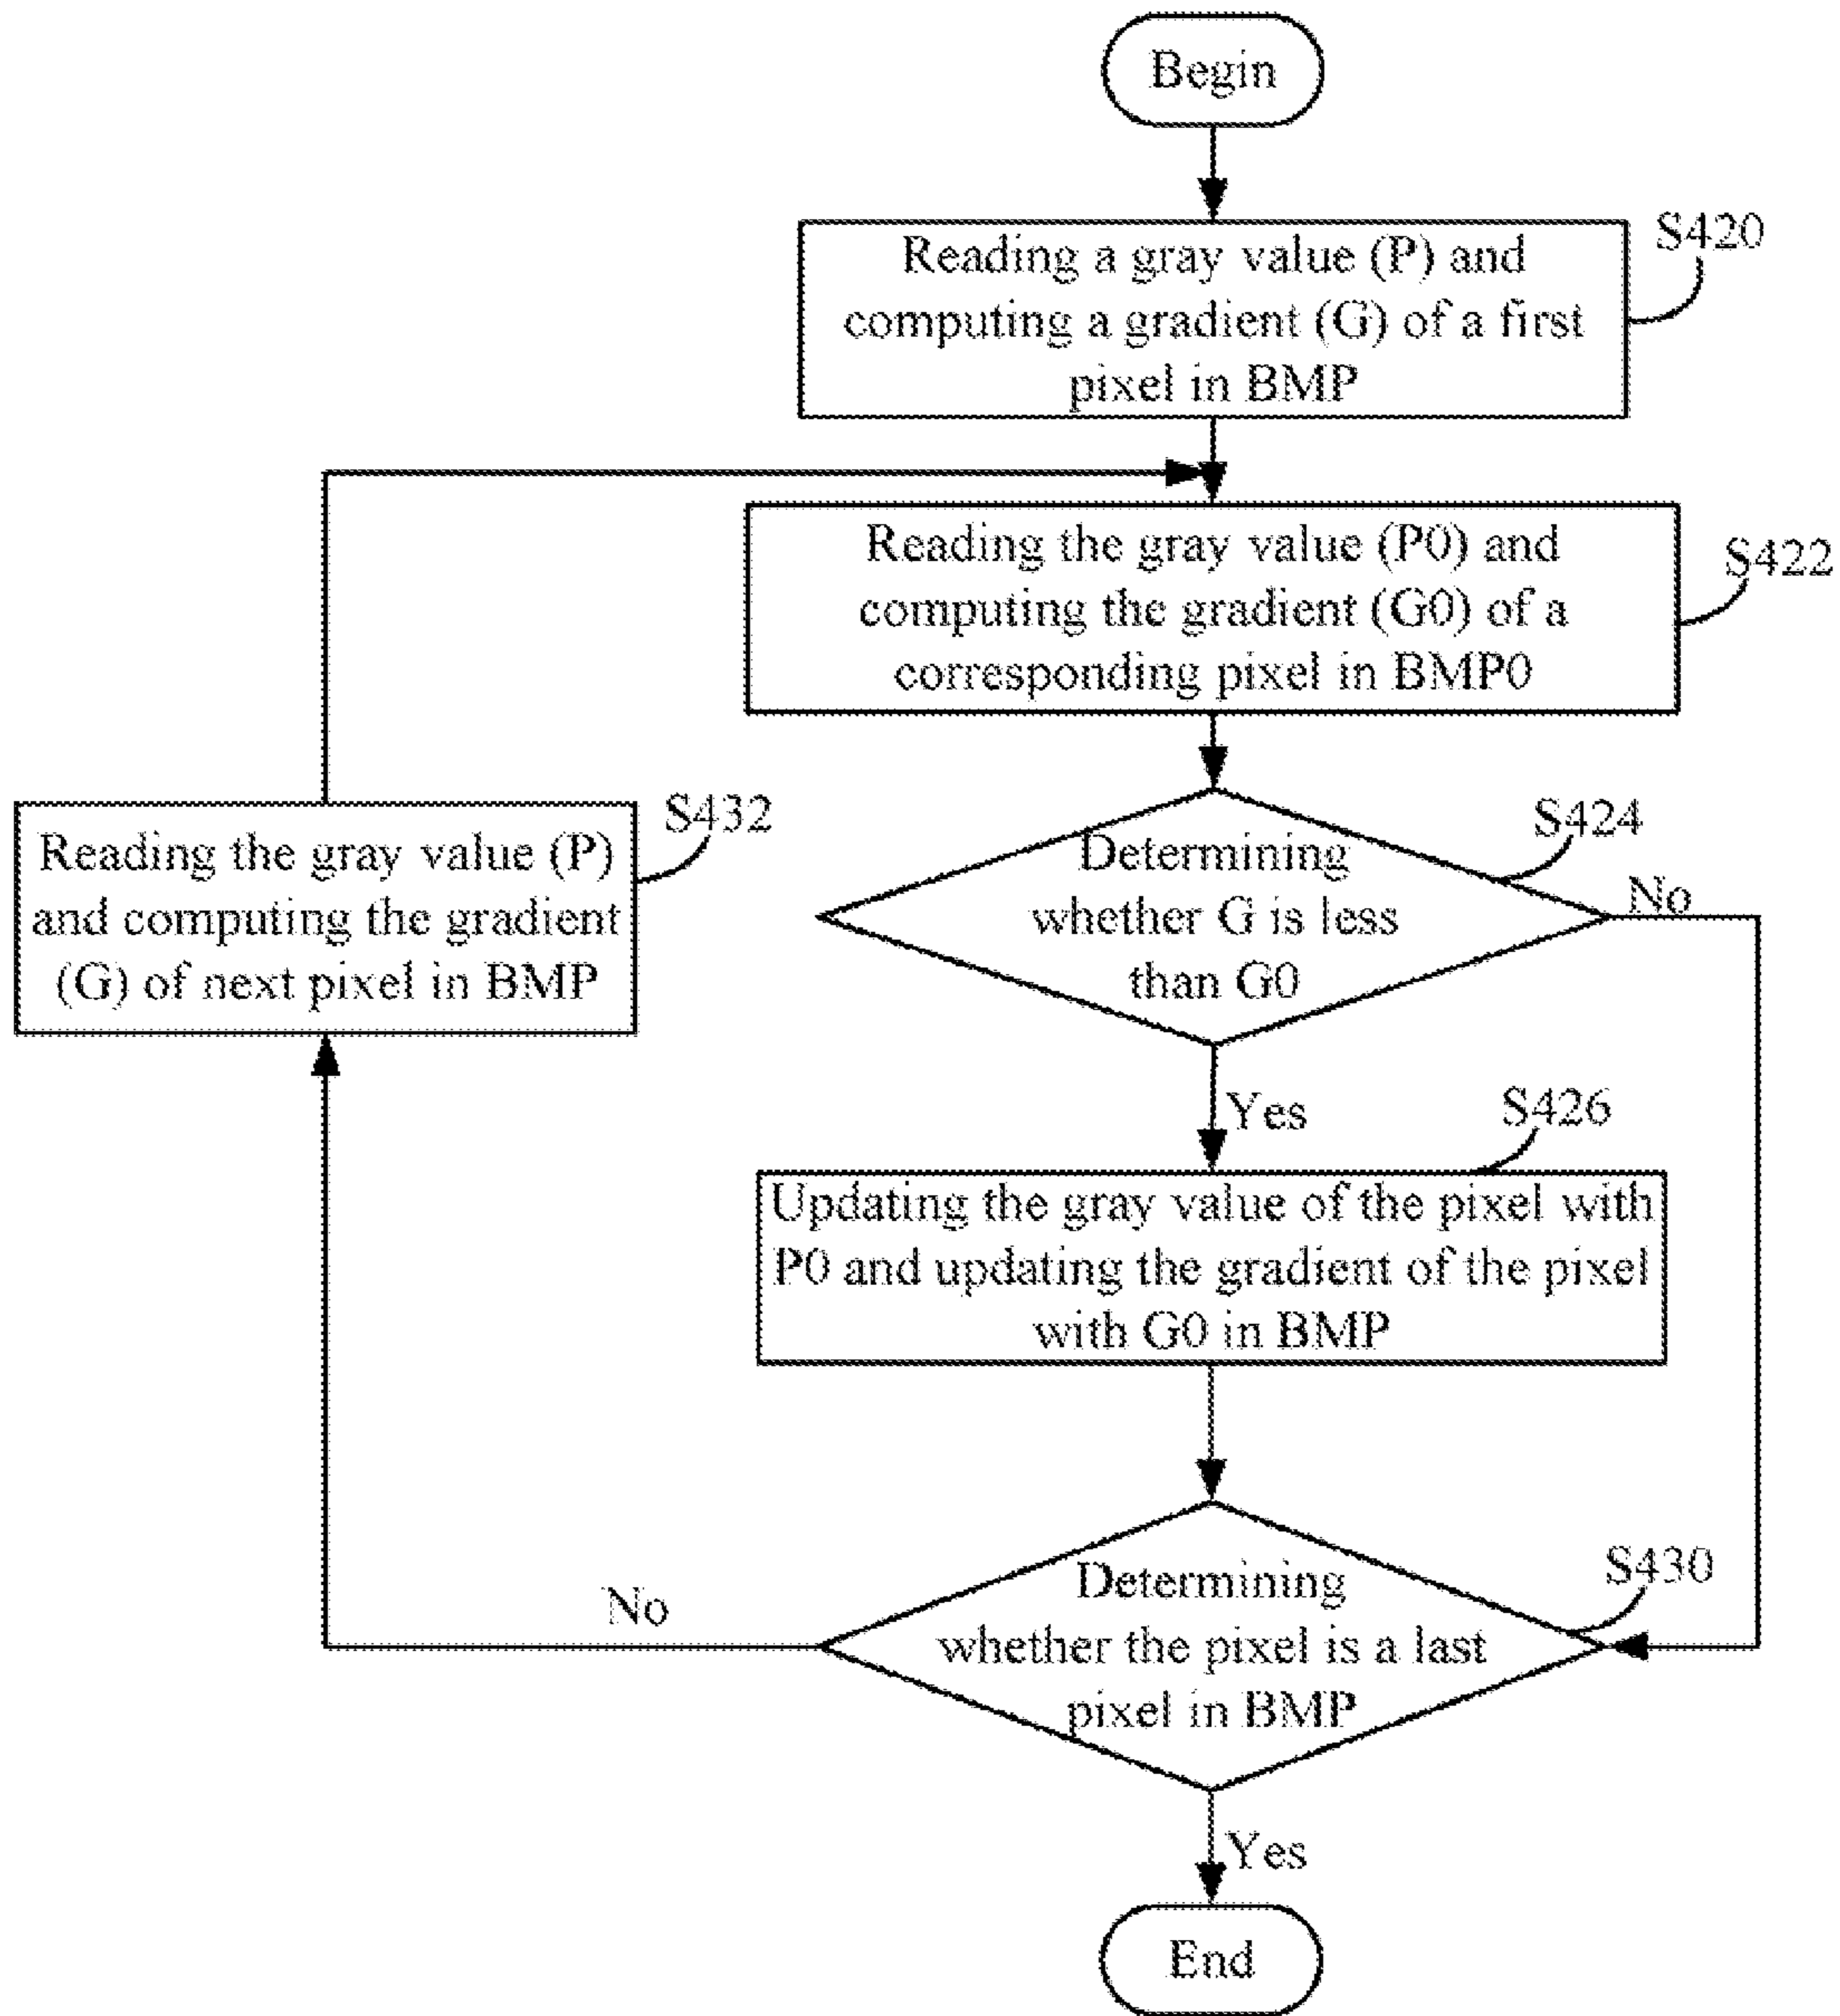 Begin
Reading a gray value (P) and
computing a gradient (G) of a first
pixel in BMP
S420
Reading the gray value (P0) and
computing the gradient (G0) of a
corresponding pixel in BMP0
S422
Determining
whether G is less
than G0
S424
No
Yes
Updating the gray value of the pixel with
P0 and updating the gradient of the pixel
with G0 in BMP
S426
Determining
whether the pixel is a last
pixel in BMP
S430
No
Reading the gray value (P)
and computing the gradient
(G) of next pixel in BMP
S432
Yes
End